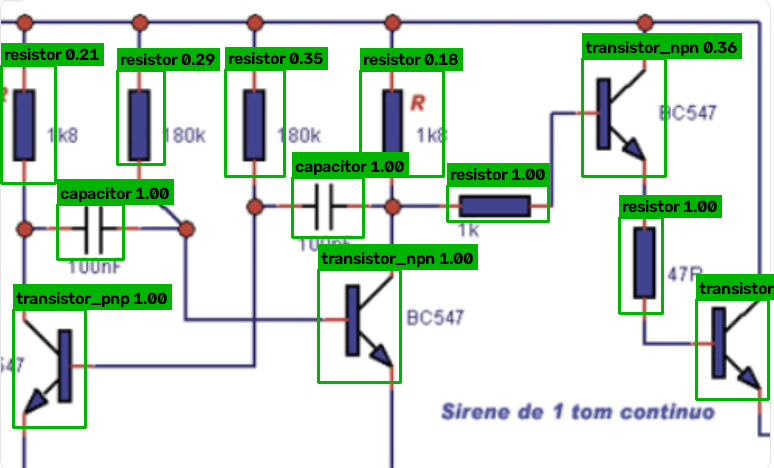 resistor 0.21
resistor 0.29
resistor 0.35
resistor 0.18
transistor_npn 0.36
R
R
1k8
180k
180k
1k8
BC547
capacitor 1.00
capacitor 1.00
resistor 1.00
resistor 1.00
100nF
100nF
1k
47R
transistor_pnp 1.00
transistor_npn 1.00
transistor
547
BC547
Sirene de 1 tom continuo